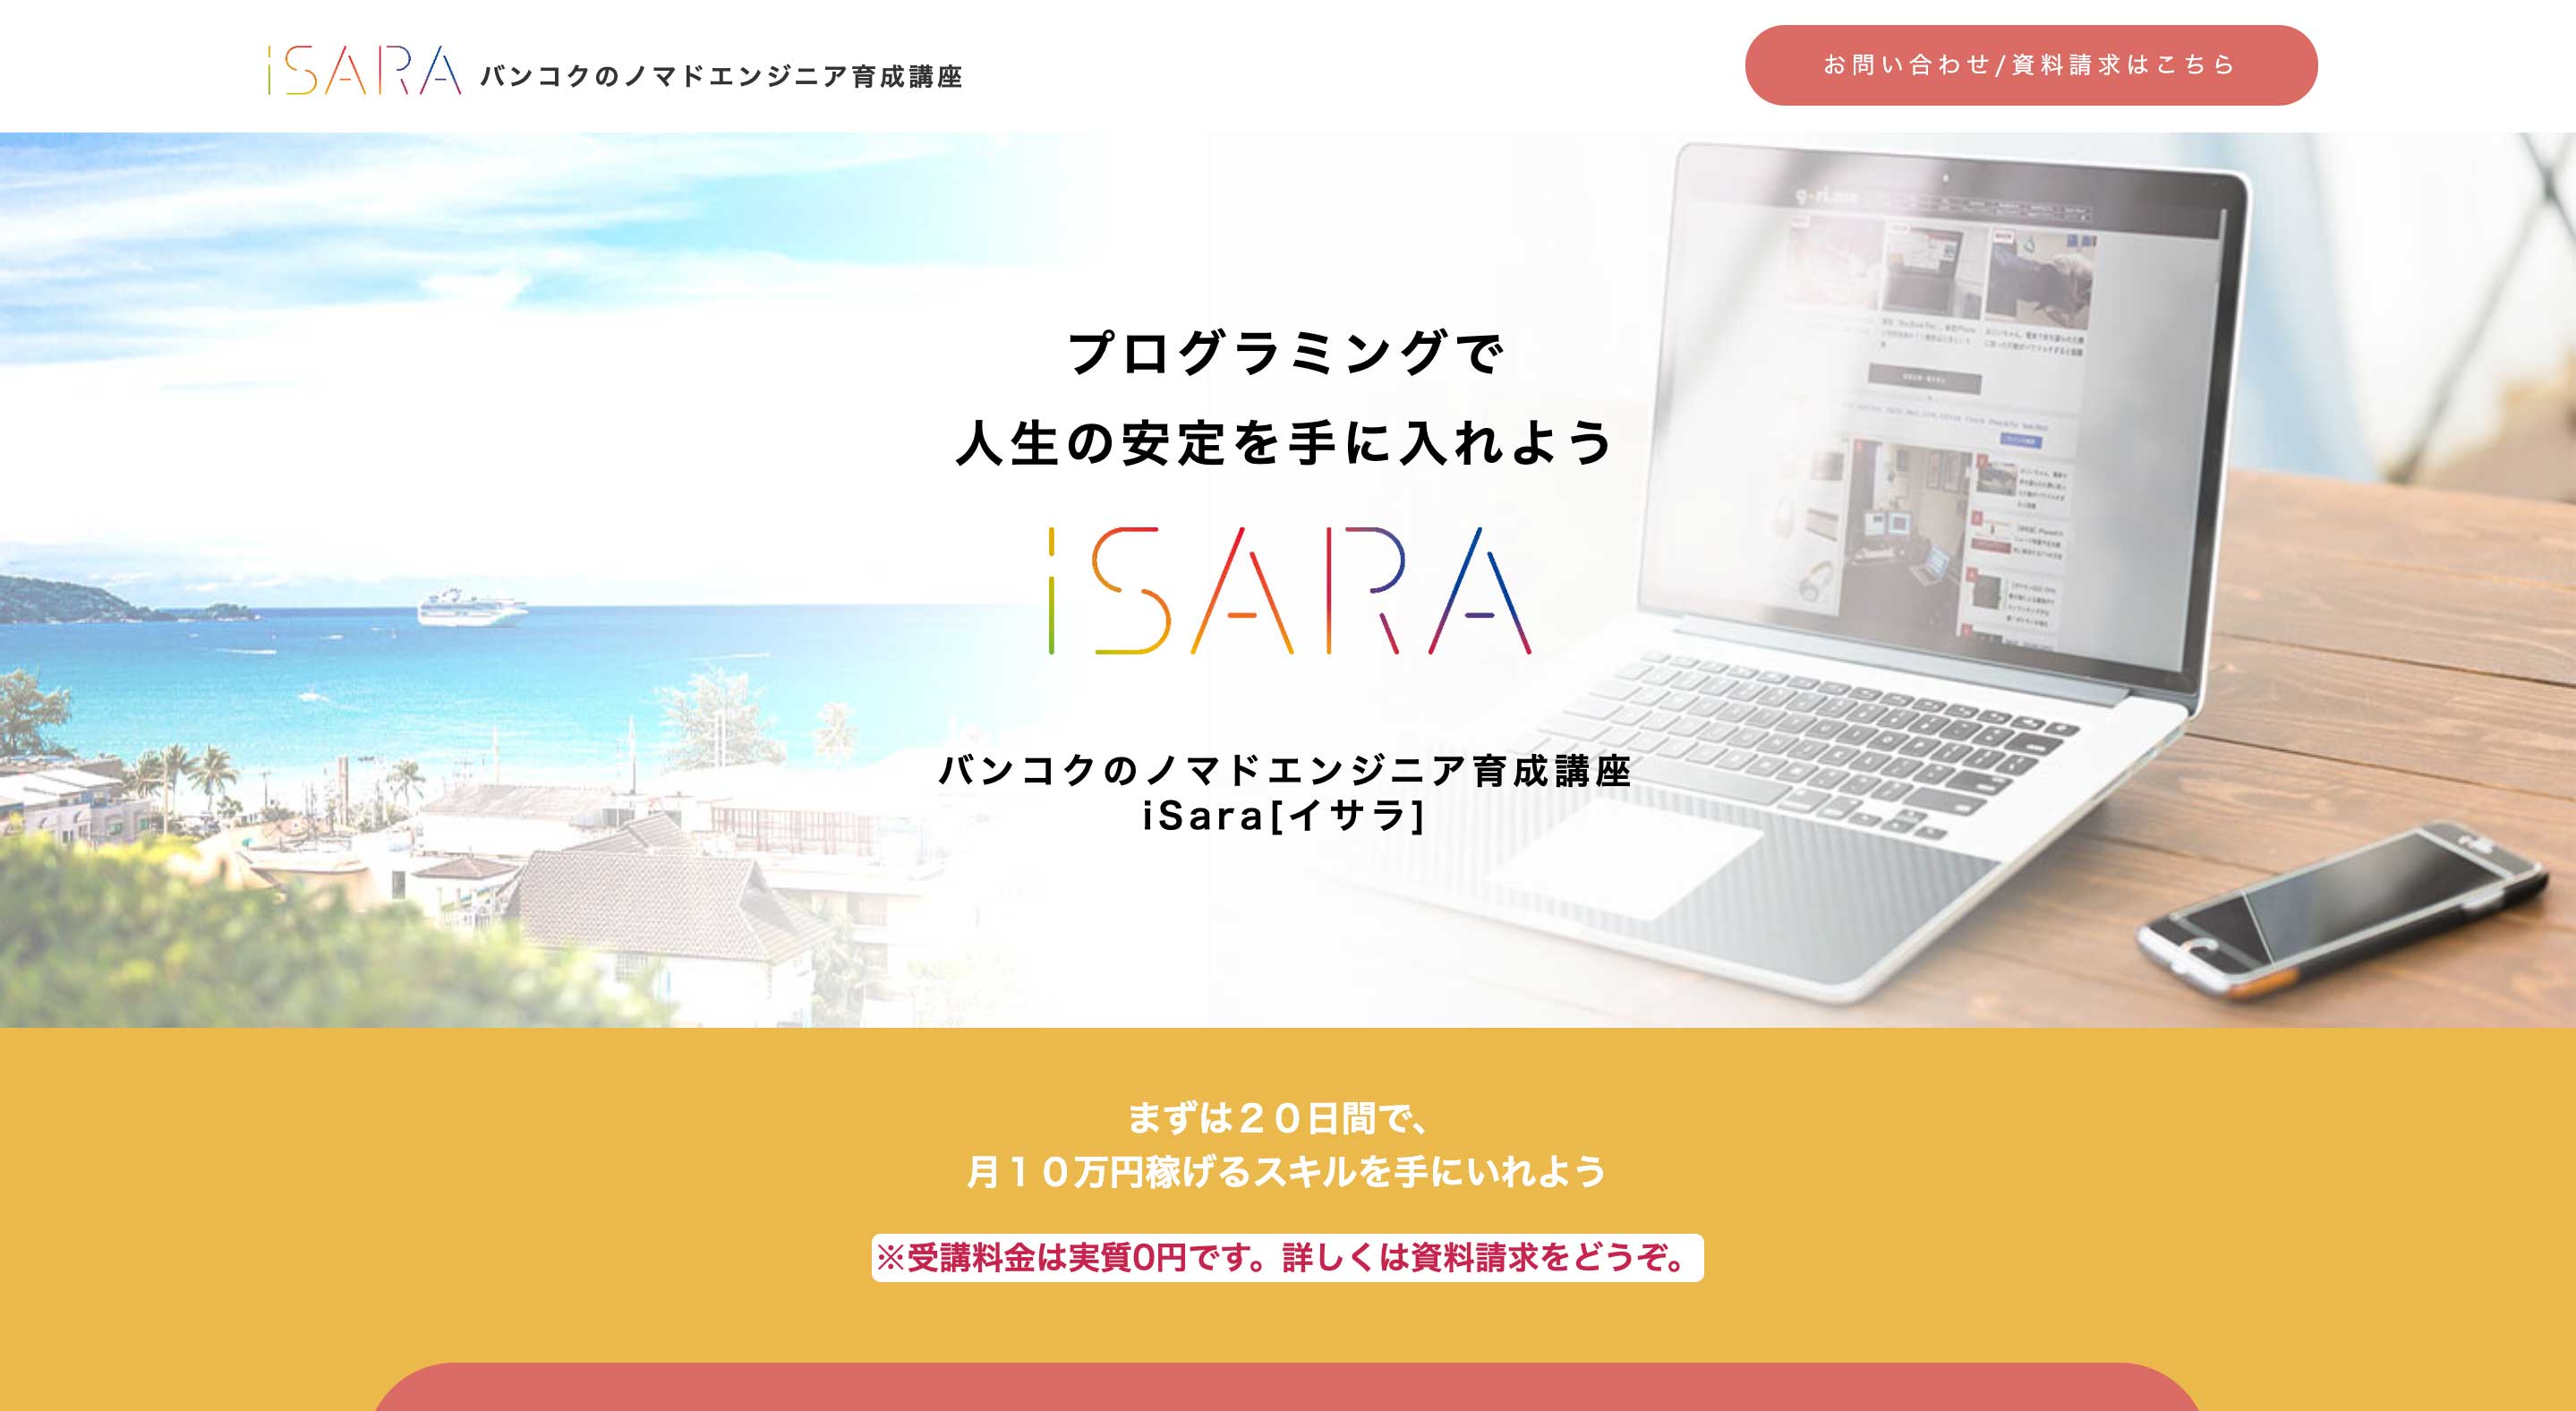 iSARA バンコクのノマドエンジニア育成講座
お問い合わせ/資料請求はこちら
プログラミングで
人生の安定を手に入れよう
iSARA
バンコクのノマドエンジニア育成講座
iSara[イサラ]
まずは２０日間で、
月１０万円稼げるスキルを手にいれよう
※受講料金は実質0円です。詳しくは資料請求をどうぞ。